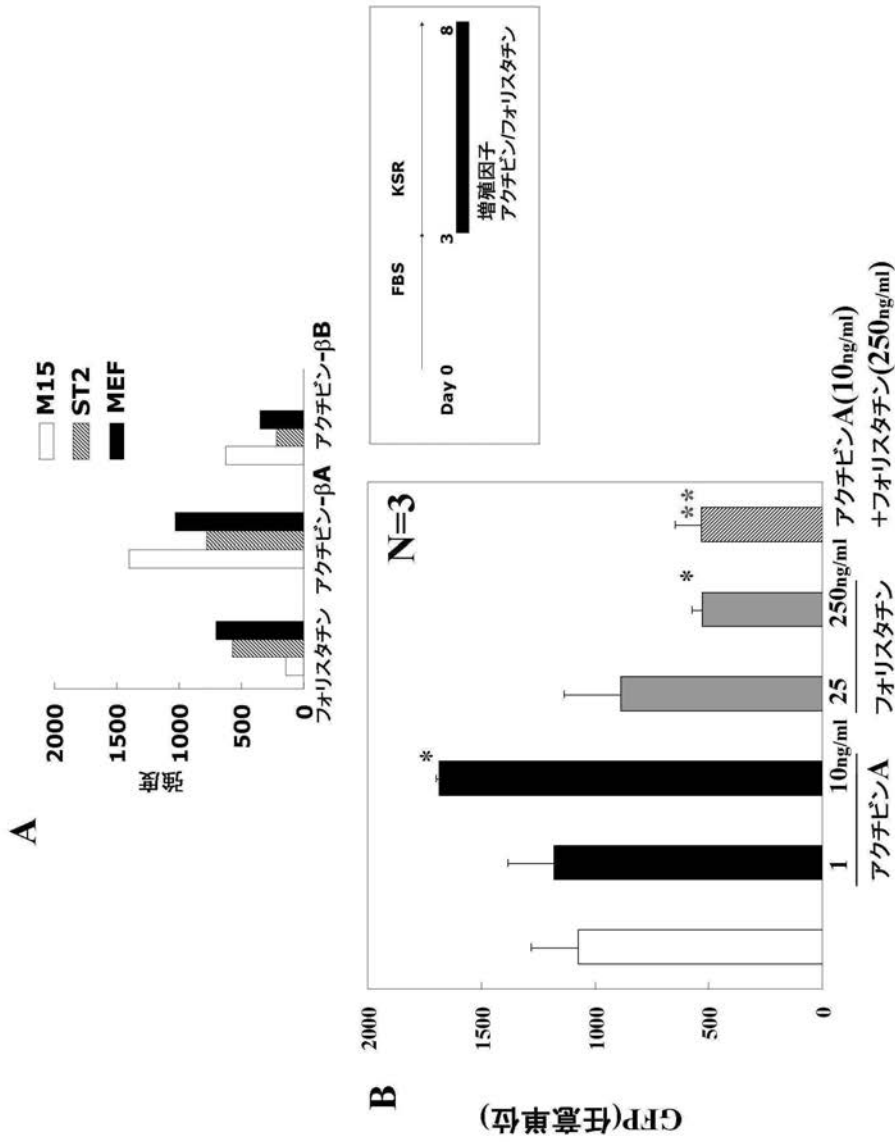 A
M15
ST2
MEF
2000
1500
1000
500
0
強度
フォリスタチン
アクチビン-βA
アクチビン-βB
B
N=3
2000
1500
1000
500
0
GFP(任意単位)
*
*
**
1
10ng/ml
25
250ng/ml
アクチビンA(10ng/ml)
+フォリスタチン(250ng/ml)
アクチビンA
フォリスタチン
FBS
KSR
Day 0
3
8
増殖因子
アクチビン/フォリスタチン